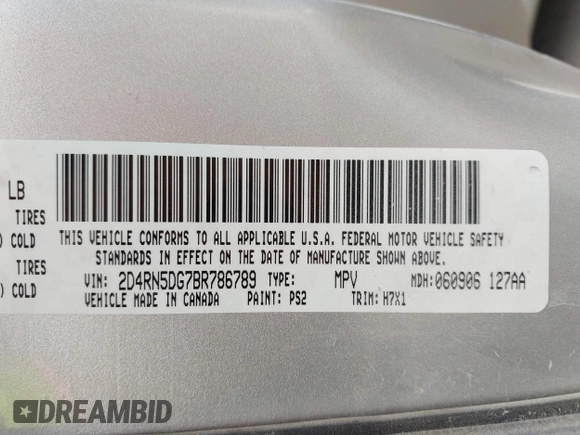 LB
TIRES
) COLD
THIS VEHICLE CONFORMS TO ALL APPLICABLE U.S.A. FEDERAL MOTOR VEHICLE SAFETY
STANDARDS IN EFFECT ON THE DATE OF MANUFACTURE SHOWN ABOVE.
TIRES
VIN: 2D4RN5DG7BR786789 TYPE: MPV MDH: 060906 127AA
) COLD
VEHICLE MADE IN CANADA PAINT: PS2 TRIM: H7X1
DREAMBID